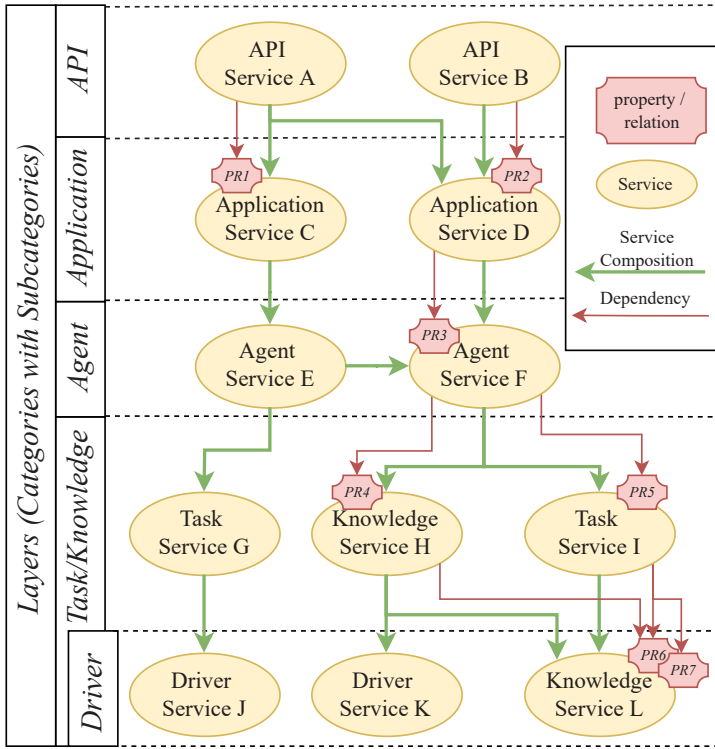 Layers (Categories with Subcategories)
API
API
Service A
API
Service B
property /
relation
Service
Service
Composition
Dependency
Application
PR1
PR2
Application
Service C
Application
Service D
Agent
PR3
Agent
Service E
Agent
Service F
Task/Knowledge
PR4
PR5
Task
Service G
Knowledge
Service H
Task
Service I
Driver
PR6
PR7
Driver
Service J
Driver
Service K
Knowledge
Service L